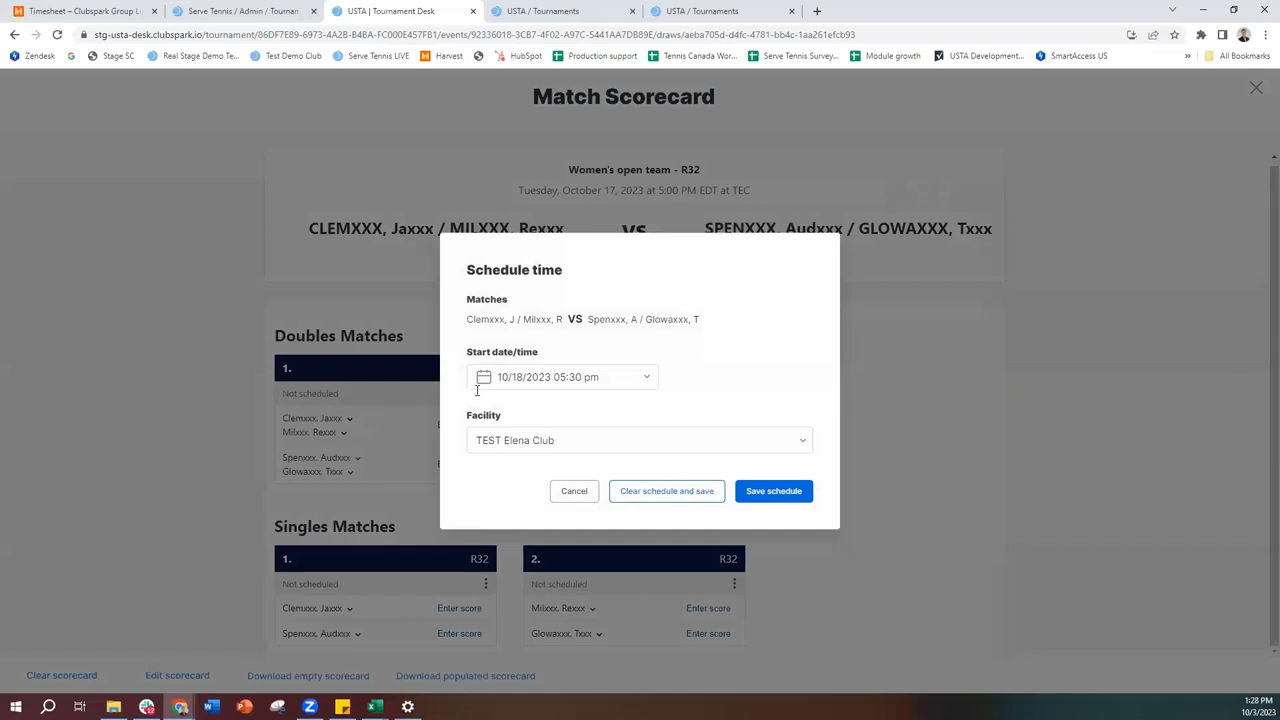 Timesheet – Clubspark Group L
Serve Tennis / Admin / Tournam
USTA | Tournament Desk
USTA / Tournaments
USTA / Tournaments
stg-usta-desk.clubspark.io/tournament/86DF7E89-6973-4A2B-B4BA-FC000E457FB1/events/92336018-3CB7-4F02-A97C-5441AA7DB89E/draws/aeba705d-d4fc-4781-bb4c-1aa261efcb93
Zendesk
Stage SC
Real Stage Demo Te...
Test Demo Club
Serve Tennis LIVE
Harvest
HubSpot
Production support
Tennis Canada Wor...
Serve Tennis Survey...
Module growth
USTA Developmen...
SmartAccess US
»
All Bookmarks
Match Scorecard
Women's open team - R32
Tuesday, October 17, 2023 at 5:00 PM EDT at TEC
CLEMXXX, Jaxxx / MILXXX, Rexxx
VS
SPENXXX, Audxxx / GLOWAXXX, Txxx
Schedule time
Matches
Clemxxx, J / Milxxx, R VS Spenxxx, A / Glowaxxx, T
Start date/time
10/18/2023 05:30 pm
Facility
TEST Elena Club
Cancel
Clear schedule and save
Save schedule
Doubles Matches
1.
Not scheduled
Clemxxx, Jaxxx
Milxxx, Rexxx
Spenxxx, Audxxx
Glowaxxx, Txxx
Singles Matches
1. R32
Not scheduled
Clemxxx, Jaxxx Enter score
Spenxxx, Audxxx Enter score
2. R32
Not scheduled
Milxxx, Rexxx Enter score
Glowaxxx, Txxx Enter score
Clear scorecard
Edit scorecard
Download empty scorecard
Download populated scorecard
1:28 PM
10/3/2023